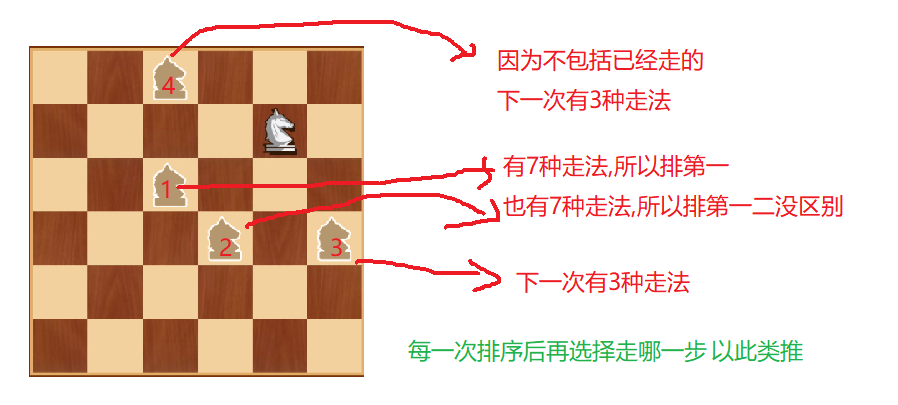 4
因为不包括已经走的
下一次有3种走法
1
有7种走法,所以排第一
也有7种走法,所以排第一二没区别
2
3
下一次有3种走法
每一次排序后再选择走哪一步 以此类推